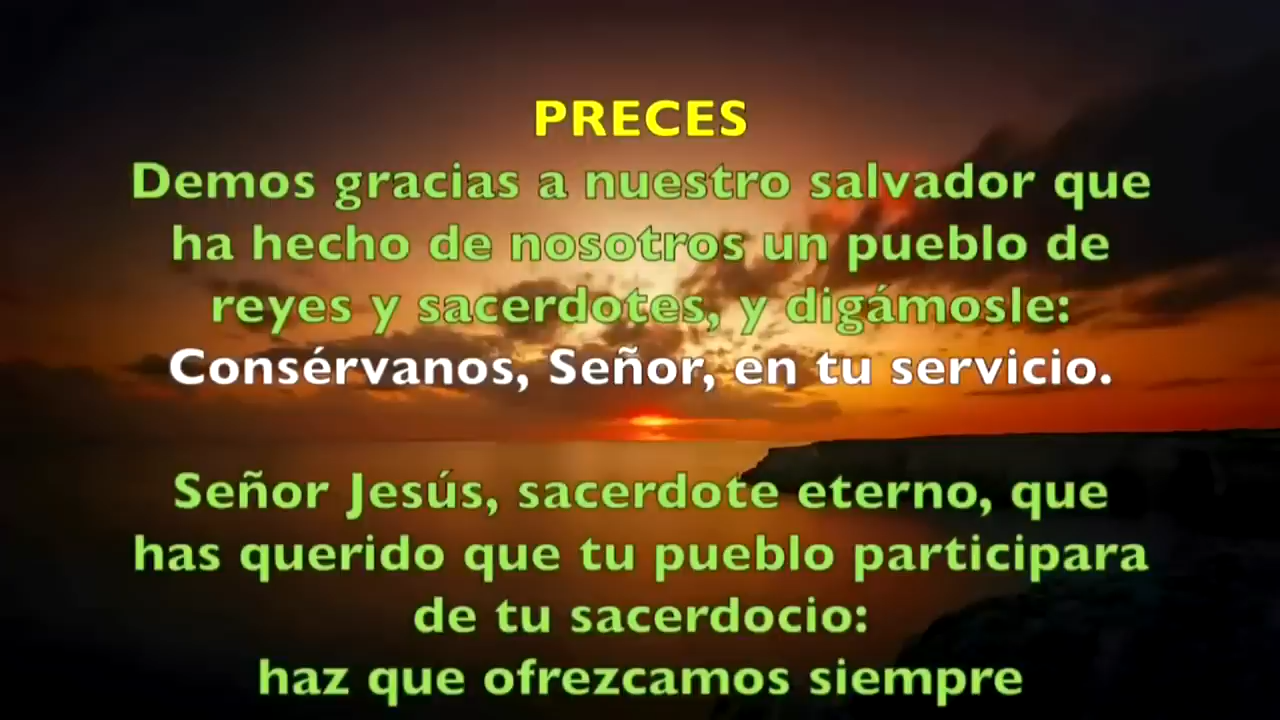 PRECES
Demos gracias a nuestro salvador que
ha hecho de nosotros un pueblo de
reyes y sacerdotes, y digámosle:
Consérvanos, Señor, en tu servicio.
Señor Jesús, sacerdote eterno, que
has querido que tu pueblo participara
de tu sacerdocio:
haz que ofrezcamos siempre